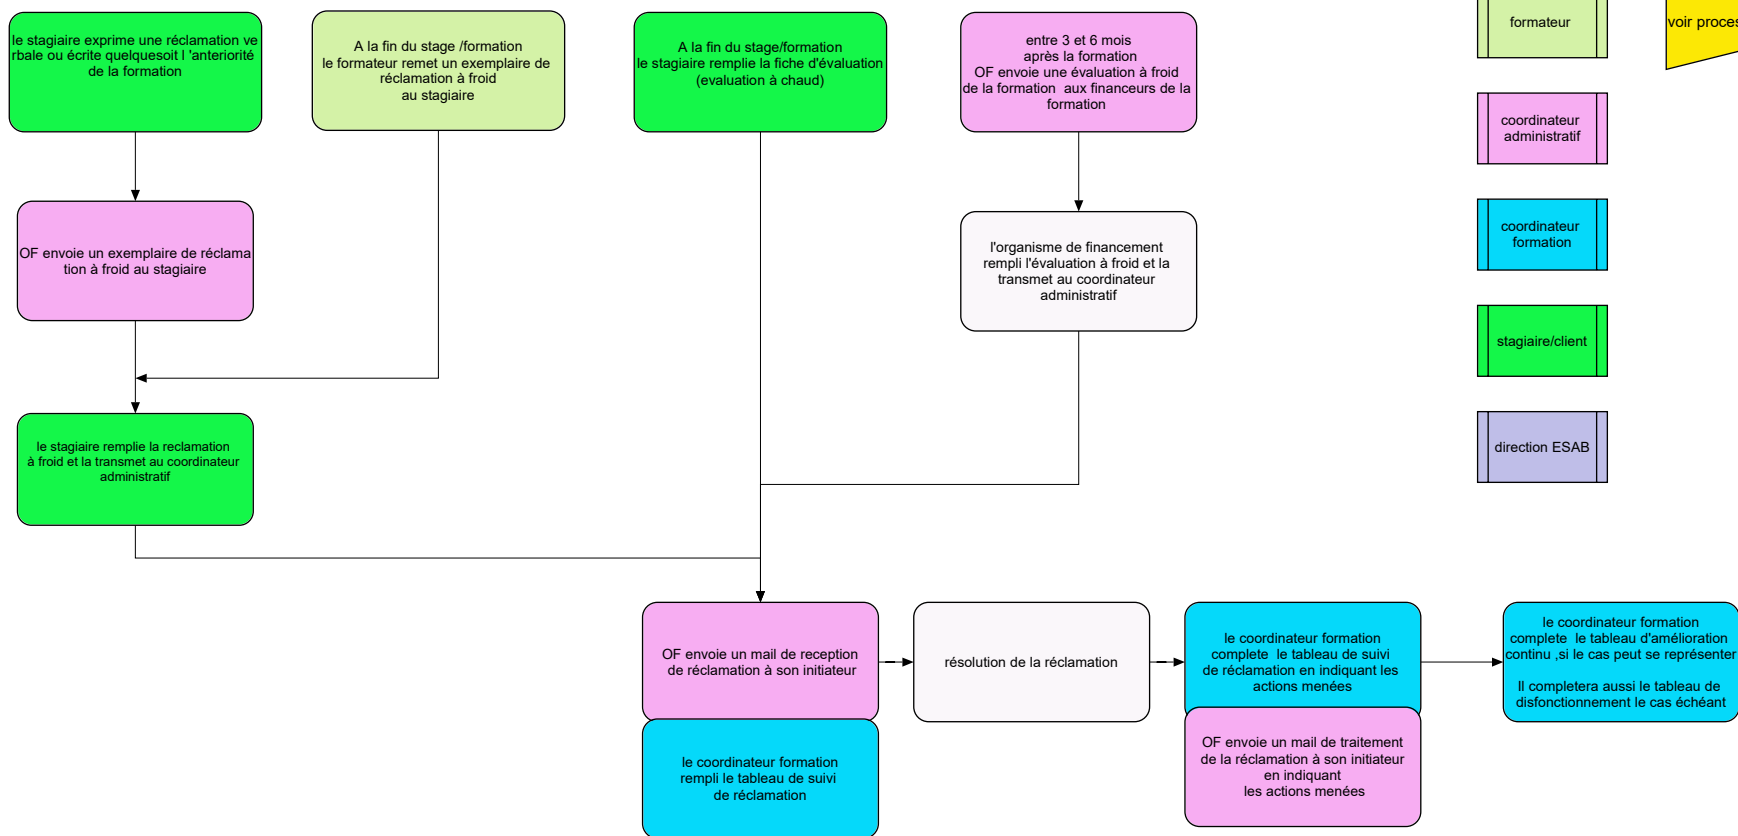 le stagiaire exprime une réclamation ve
rbale ou écrite quelquesoit l 'anteriorité
de la formation
A la fin du stage /formation
le formateur remet un exemplaire de
réclamation à froid
au stagiaire
A la fin du stage/formation
le stagiaire remplie la fiche d'évaluation
(evaluation à chaud)
entre 3 et 6 mois
après la formation
OF envoie une évaluation à froid
de la formation  aux financeurs de la
formation
formateur
voir proces
coordinateur
administratif
OF envoie un exemplaire de réclama
tion à froid au stagiaire
l'organisme de financement
rempli l'évaluation à froid et la
transmet au coordinateur
administratif
coordinateur
formation
stagiaire/client
le stagiaire remplie la reclamation
à froid et la transmet au coordinateur
administratif
direction ESAB
OF envoie un mail de reception
de réclamation à son initiateur
résolution de la réclamation
le coordinateur formation
complete  le tableau de suivi
de réclamation en indiquant les
actions menées
le coordinateur formation
complete  le tableau d'amélioration
continu ,si le cas peut se représenter
Il completera aussi le tableau de
disfonctionnement le cas échéant
le coordinateur formation
rempli le tableau de suivi
de réclamation
OF envoie un mail de traitement
de la réclamation à son initiateur
en indiquant
les actions menées